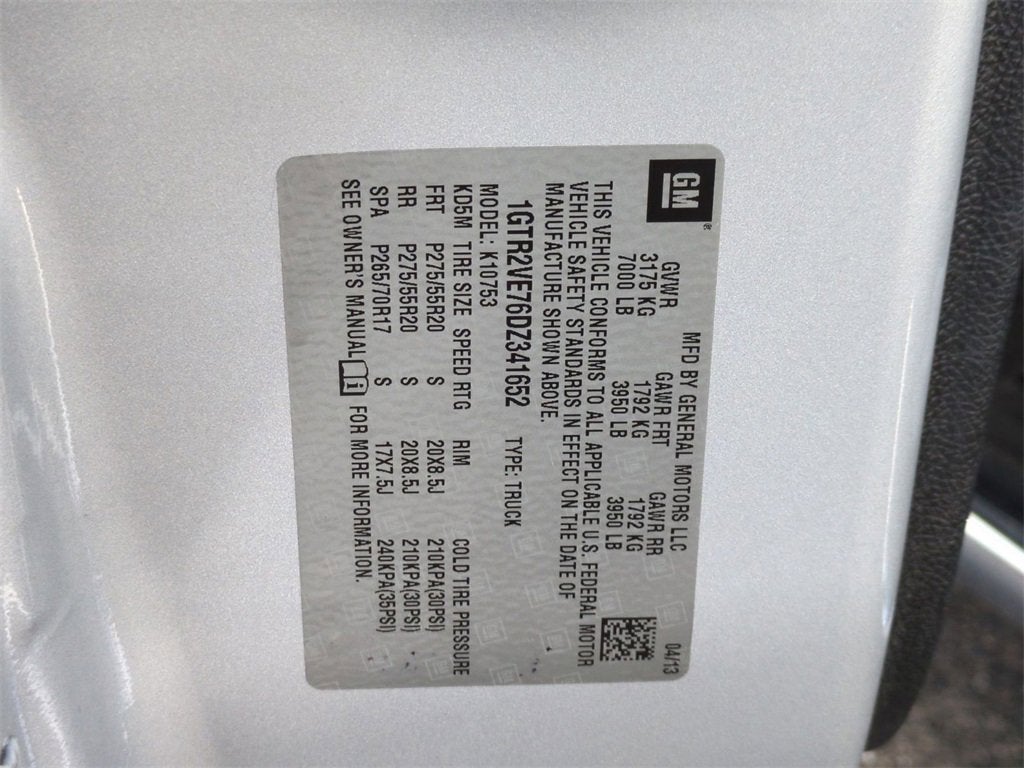 GM
®
MFD BY GENERAL MOTORS LLC 04/13
GVWR GAWR FRT GAWR RR
3175 KG 1792 KG 1792 KG
7000 LB 3950 LB 3950 LB
THIS VEHICLE CONFORMS TO ALL APPLICABLE U.S. FEDERAL MOTOR
VEHICLE SAFETY STANDARDS IN EFFECT ON THE DATE OF
MANUFACTURE SHOWN ABOVE.
1GTR2VE76DZ341652 TYPE: TRUCK
MODEL: K10753
KD5M TIRE SIZE SPEED RTG RIM COLD TIRE PRESSURE
FRT P275/55R20 S 20X8.5J 210KPA(30PSI)
RR P275/55R20 S 20X8.5J 210KPA(30PSI)
SPA P265/70R17 S 17X7.5J 240KPA(35PSI)
SEE OWNER'S MANUAL i FOR MORE INFORMATION.